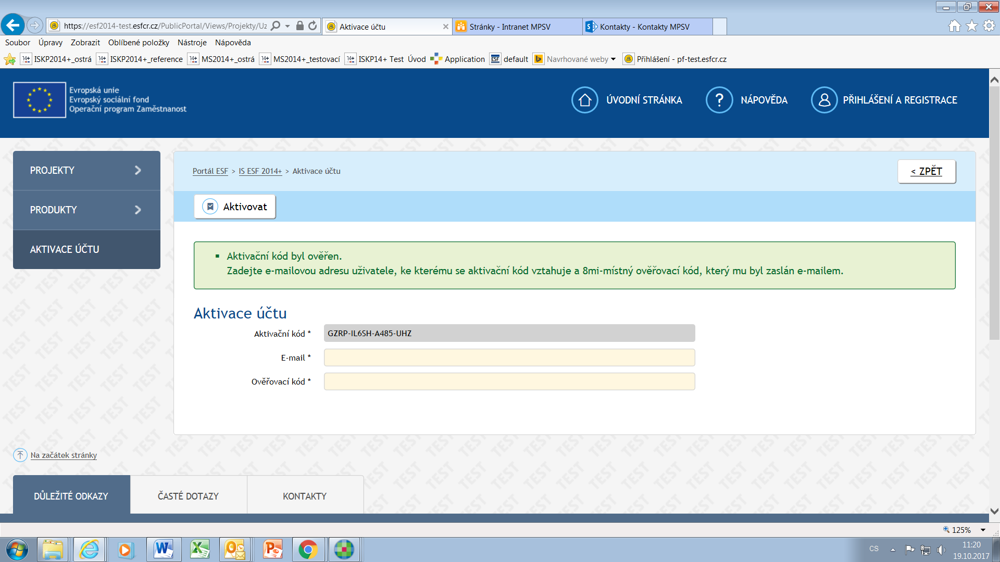 https://esf2014-test.esfcr.cz/PublicPortal/Views/Projekty/Uz
Aktivace účtu
Stránky - Intranet MPSV
Kontakty - Kontakty MPSV
Soubor Úpravy Zobrazit Oblíbené položky Nástroje Nápověda
ISKP2014+_ostrá ISKP2014+_reference MS2014+_ostrá MS2014+_testovací ISKP14+ Test Úvod Application default Navrhované weby Přihlášení - pf-test.esfcr.cz
Evropská unie
Evropský sociální fond
Operační program Zaměstnanost
ÚVODNÍ STRÁNKA
? NÁPOVĚDA
PŘIHLÁŠENÍ A REGISTRACE
PROJEKTY
PRODUKTY
AKTIVACE ÚČTU
Portál ESF > IS ESF 2014+ > Aktivace účtu
< ZPĚT
Aktivovat
▪ Aktivační kód byl ověřen.
Zadejte e-mailovou adresu uživatele, ke kterému se aktivační kód vztahuje a 8mi-místný ověřovací kód, který mu byl zaslán e-mailem.
Aktivace účtu
Aktivační kód * GZRP-IL6SH-A485-UHZ
E-mail *
Ověřovací kód *
Na začátek stránky
DŮLEŽITÉ ODKAZY
ČASTÉ DOTAZY
KONTAKTY
125%
CS
11:20
19.10.2017
TEST